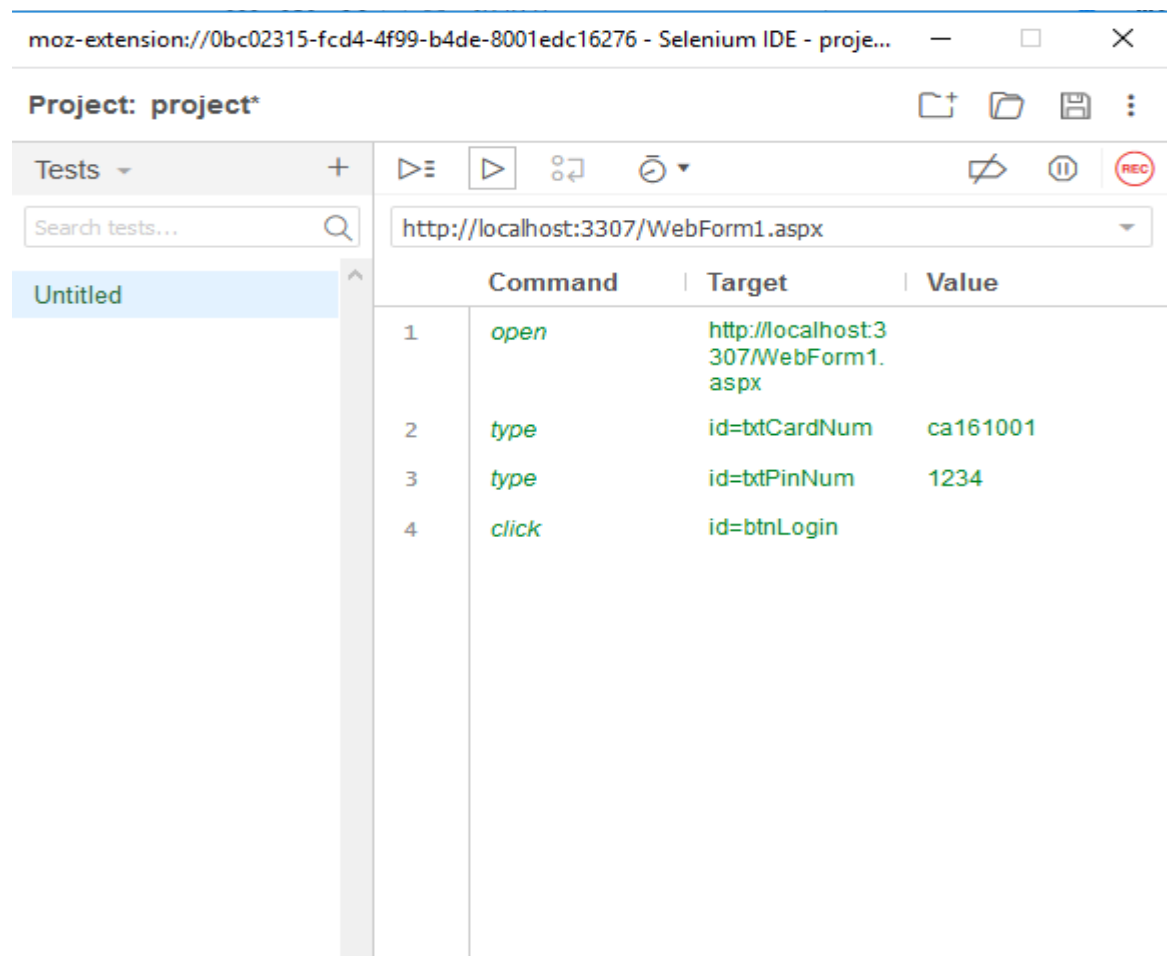 moz-extension://0bc02315-fcd4-4f99-b4de-8001edc16276 - Selenium IDE - proje...
Project: project*
Tests
Search tests...
Untitled
REC
http://localhost:3307/WebForm1.aspx
Command Target Value
1 open http://localhost:3
307/WebForm1.
aspx
2 type id=txtCardNum ca161001
3 type id=txtPinNum 1234
4 click id=btnLogin